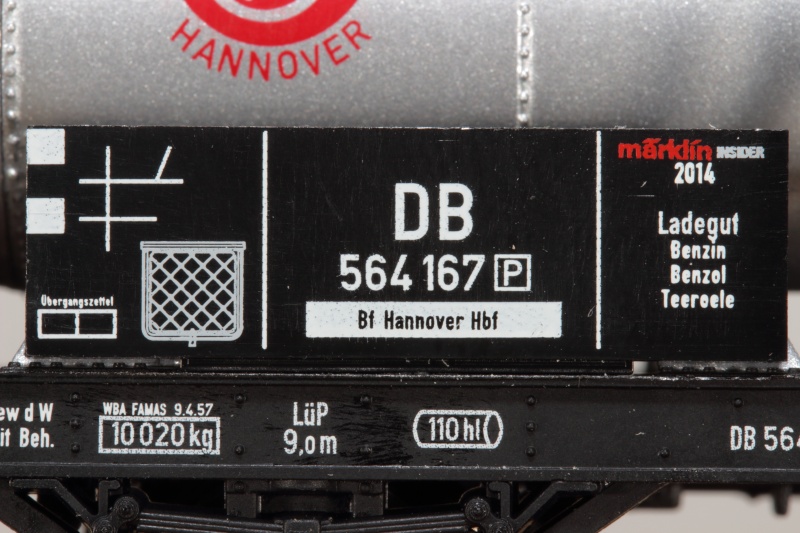 HANNOVER
märklin INSIDER
2014
DB
564 167 P
Bf Hannover Hbf
Ladegut
Benzin
Benzol
Teeroele
Übergangszettel
ew d W
it Beh.
WBA FAMAS 9.4.57
10 020 kg
LüP
9,0 m
110 hl
DB 564